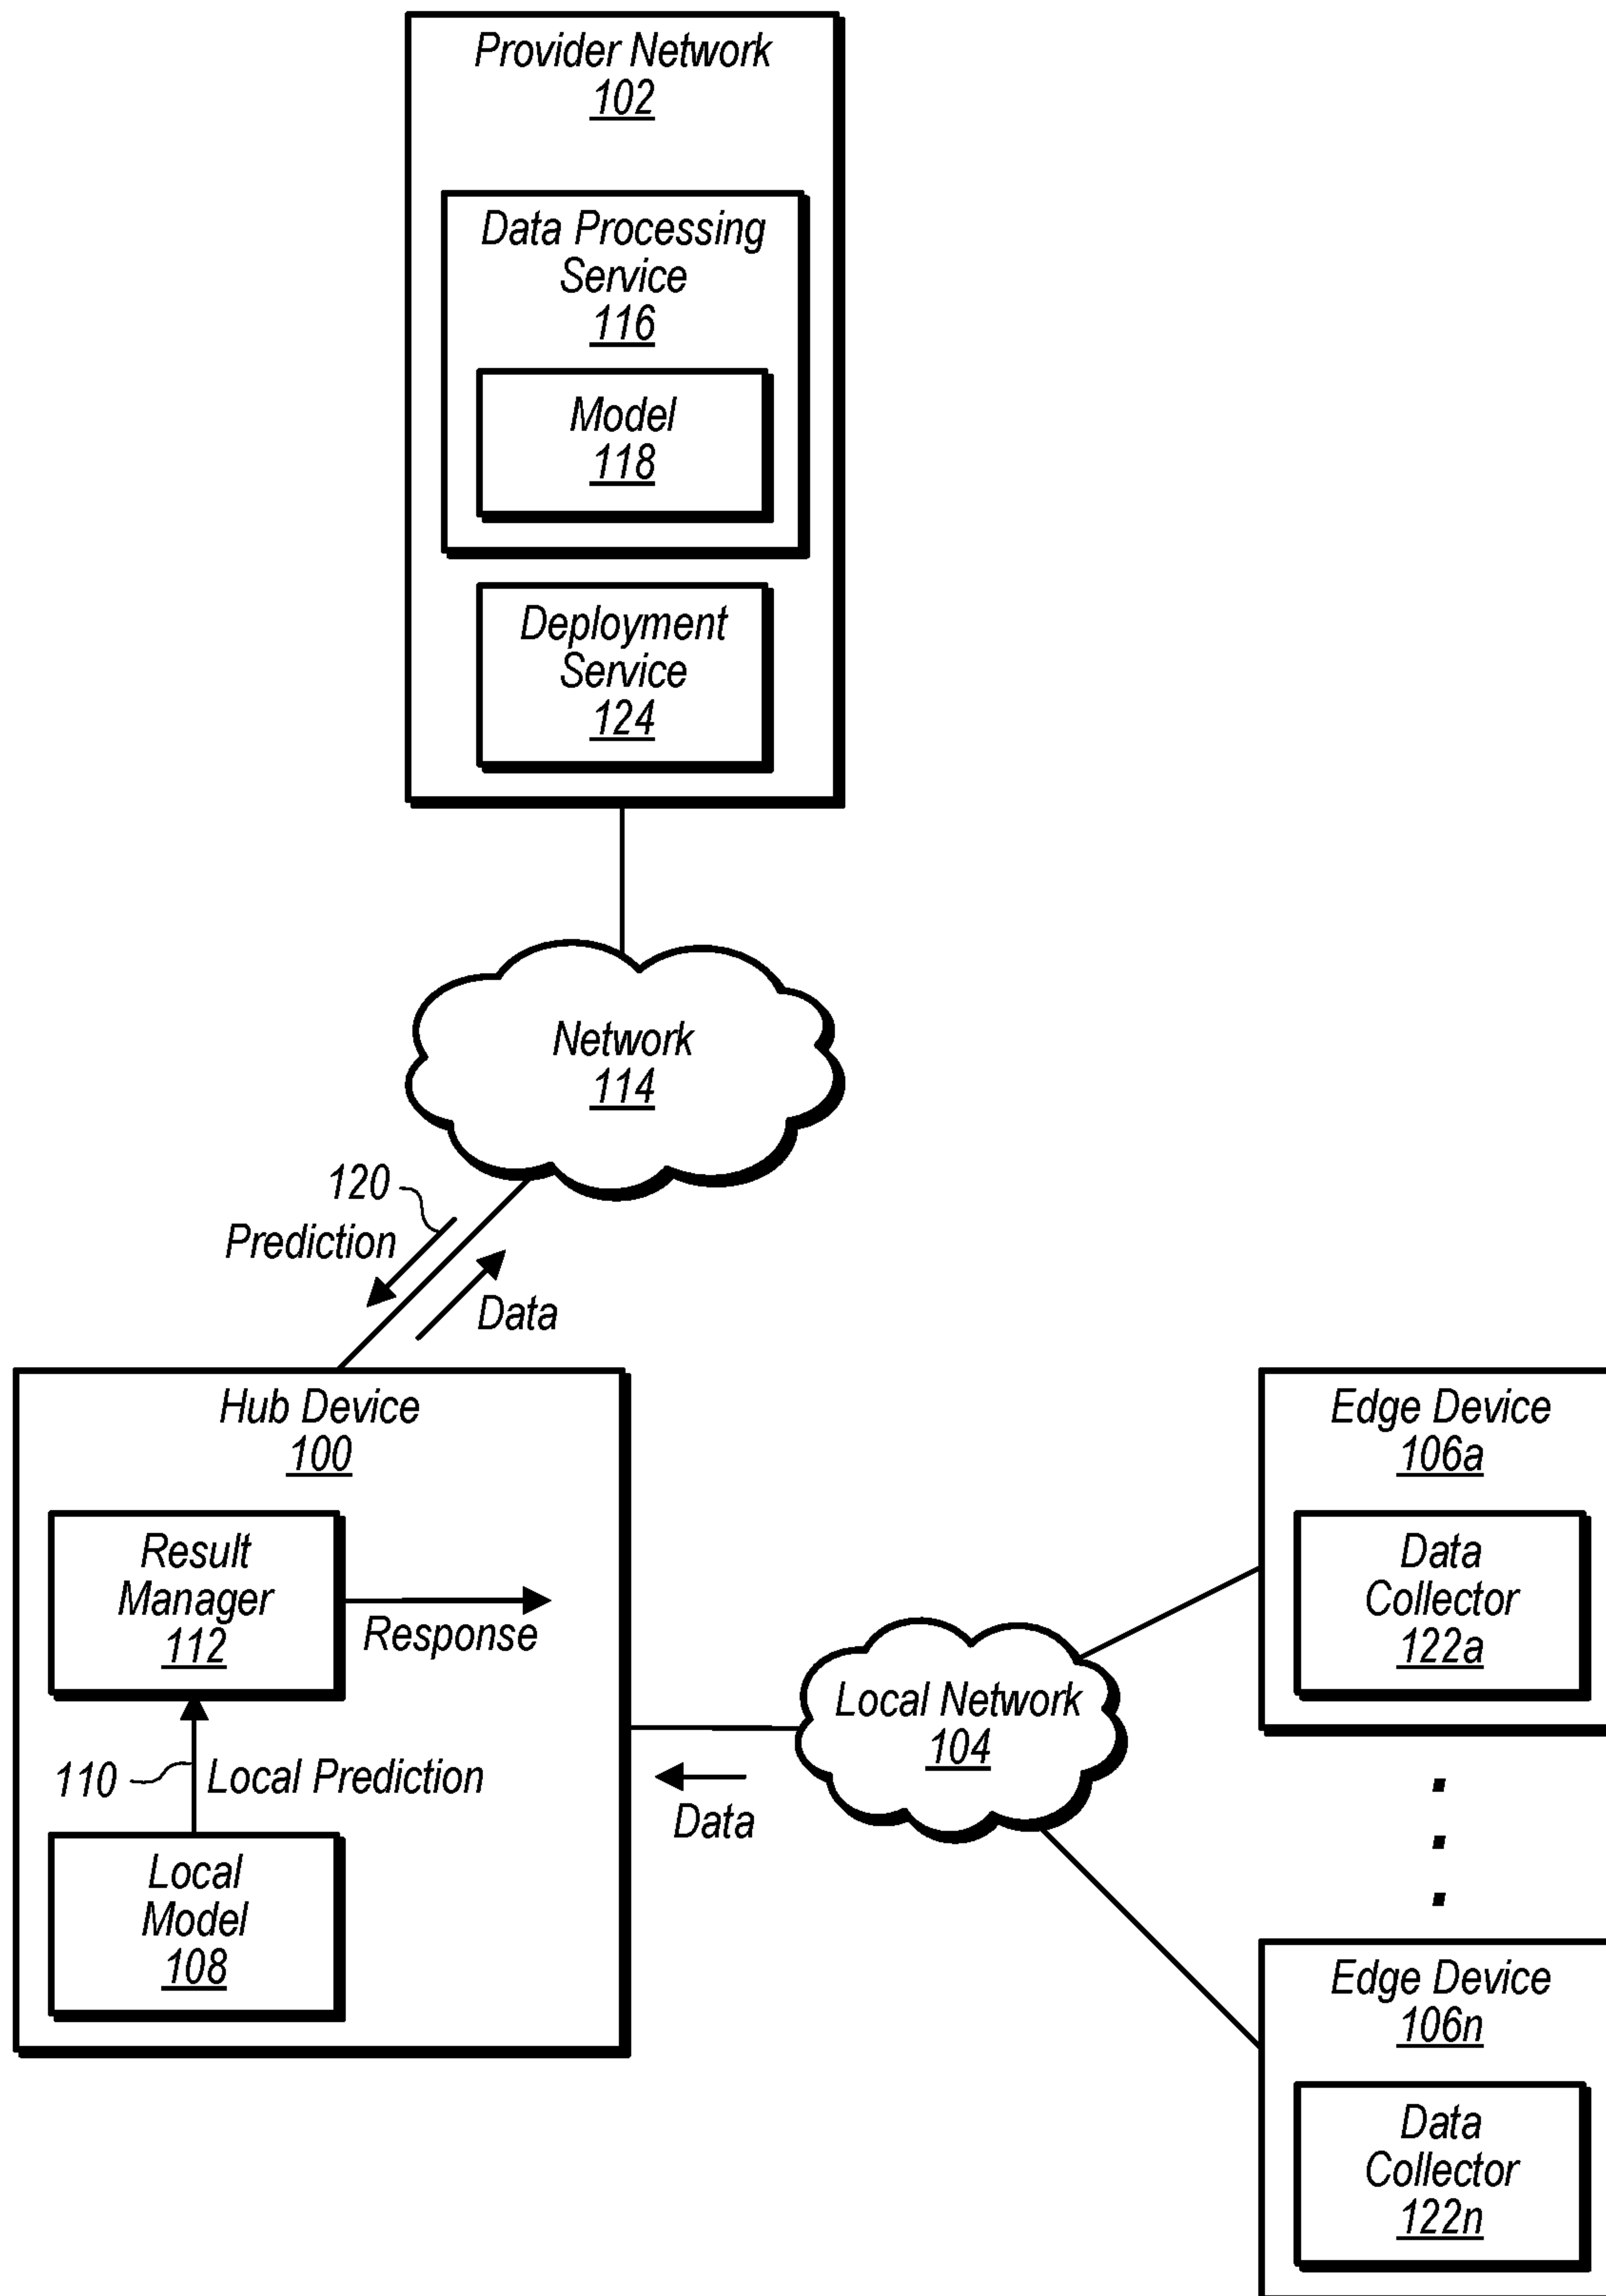 Provider Network
102
Data Processing
Service
116
Model
118
Deployment
Service
124
Network
114
120
Prediction
Data
Hub Device
100
Result
Manager
112
Response
110
Local Prediction
Local
Model
108
Local Network
104
Data
Edge Device
106a
Data
Collector
122a
Edge Device
106n
Data
Collector
122n